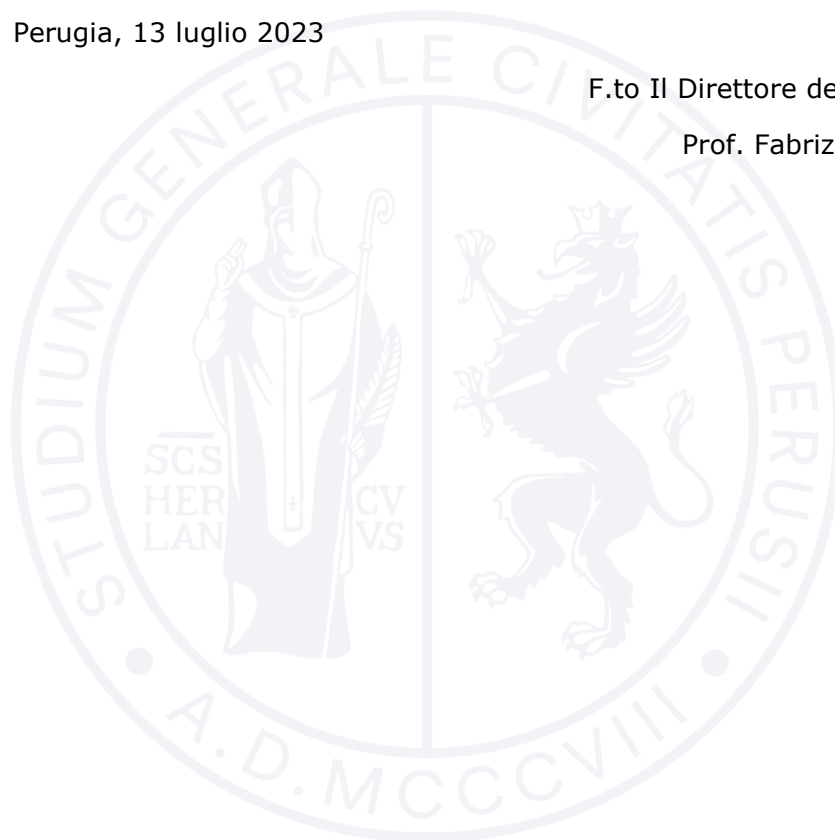 Perugia, 13 luglio 2023
F.to Il Direttore de
Prof. Fabriz
STUDIUM GENERALE CIVITATIS PERUSII
SCS
HER CV
LAN VS
A.D. MCCCVIII